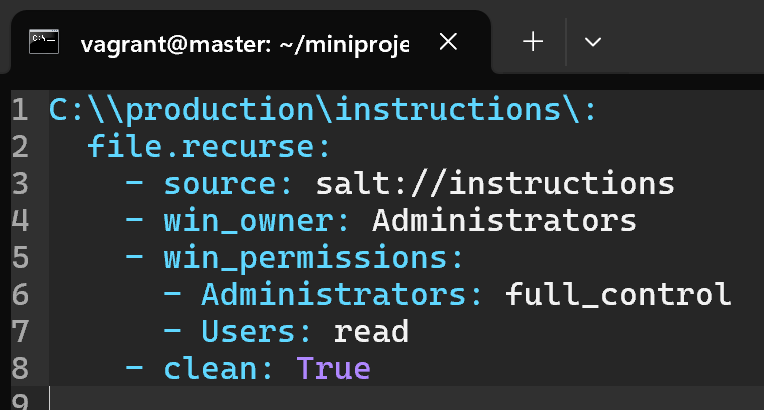 vagrant@master: ~/miniproje
1 C:\\production\instructions\:
2   file.recurse:
3     - source: salt://instructions
4     - win_owner: Administrators
5     - win_permissions:
6       - Administrators: full_control
7       - Users: read
8     - clean: True
9